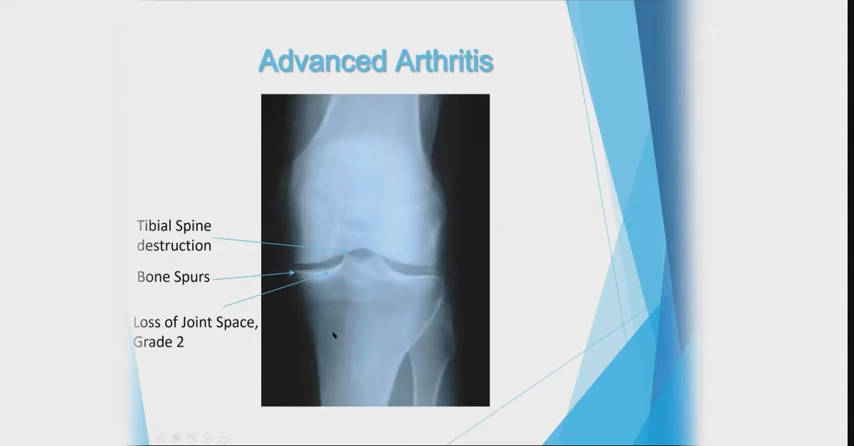 Advanced Arthritis
Tibial Spine
destruction
Bone Spurs
Loss of Joint Space,
Grade 2